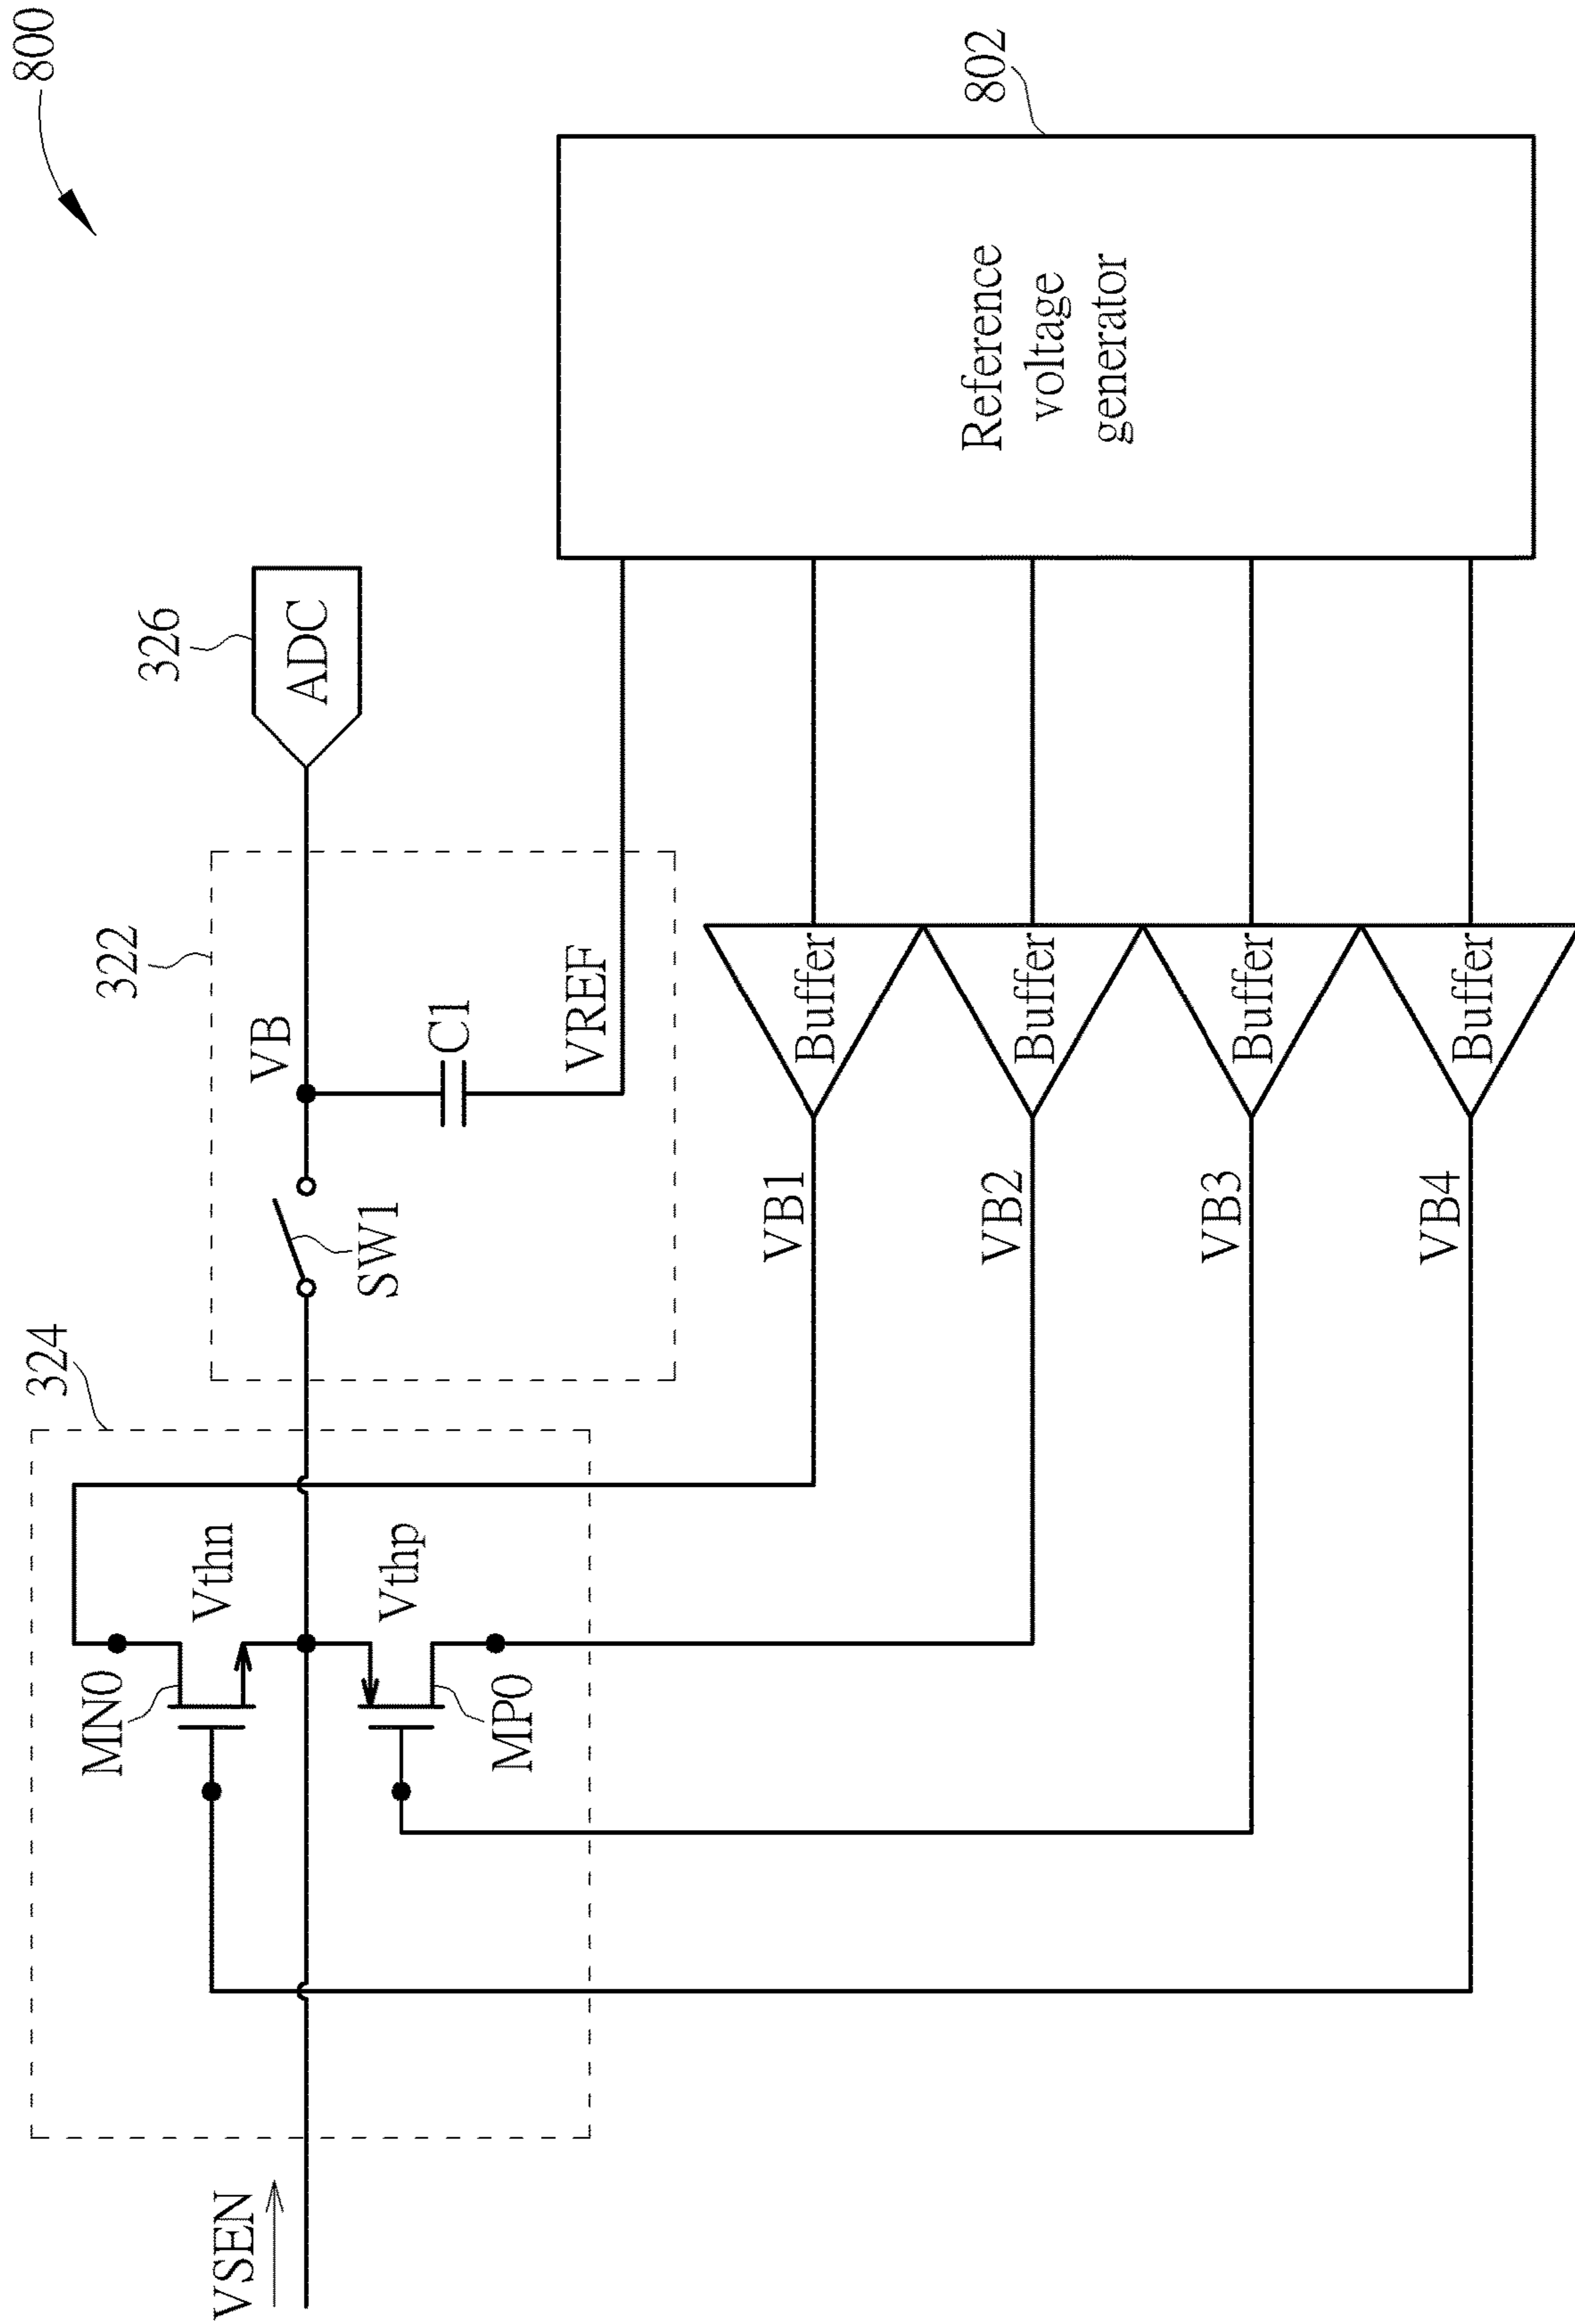 800
324
322
326
MN0
Vthn
VB
ADC
VSEN
SW1
C1
Vthp
MP0
VREF
802
VB1
Buffer
VB2
Buffer
Reference
voltage
generator
VB3
Buffer
VB4
Buffer